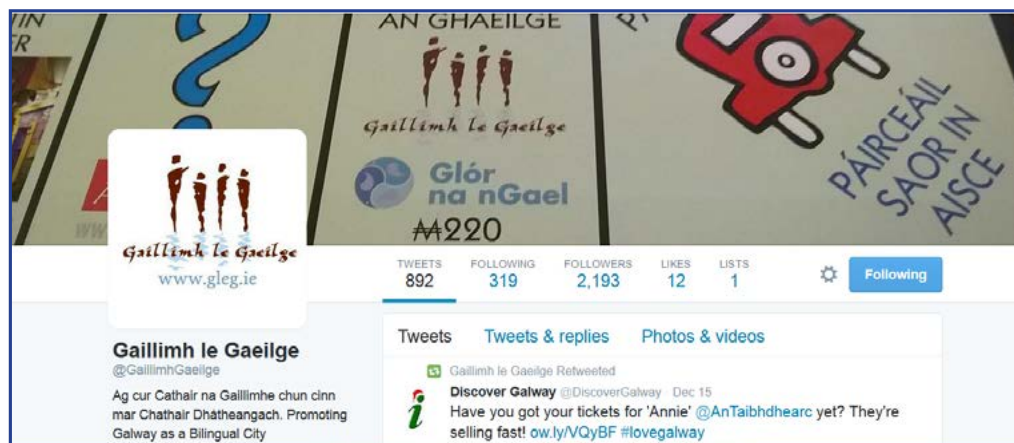 AN GHAEILGE
Gaillimh le Gaeilge
Glór
na nGael
₩220
PÁIRCEÁIL
SAOR IN
AISCE
Gaillimh le Gaeilge
www.gleg.ie
TWEETS FOLLOWING FOLLOWERS LIKES LISTS
892 319 2,193 12 1
Following
Gaillimh le Gaeilge
@GaillimhGaeilge
Ag cur Cathair na Gaillimhe chun cinn
mar Chathair Dhátheangach. Promoting
Galway as a Bilingual City
Tweets Tweets & replies Photos & videos
Gaillimh le Gaeilge Retweeted
Discover Galway @DiscoverGalway · Dec 15
Have you got your tickets for 'Annie' @AnTaibhdhearc yet? They're
selling fast! ow.ly/VQyBF #lovegalway